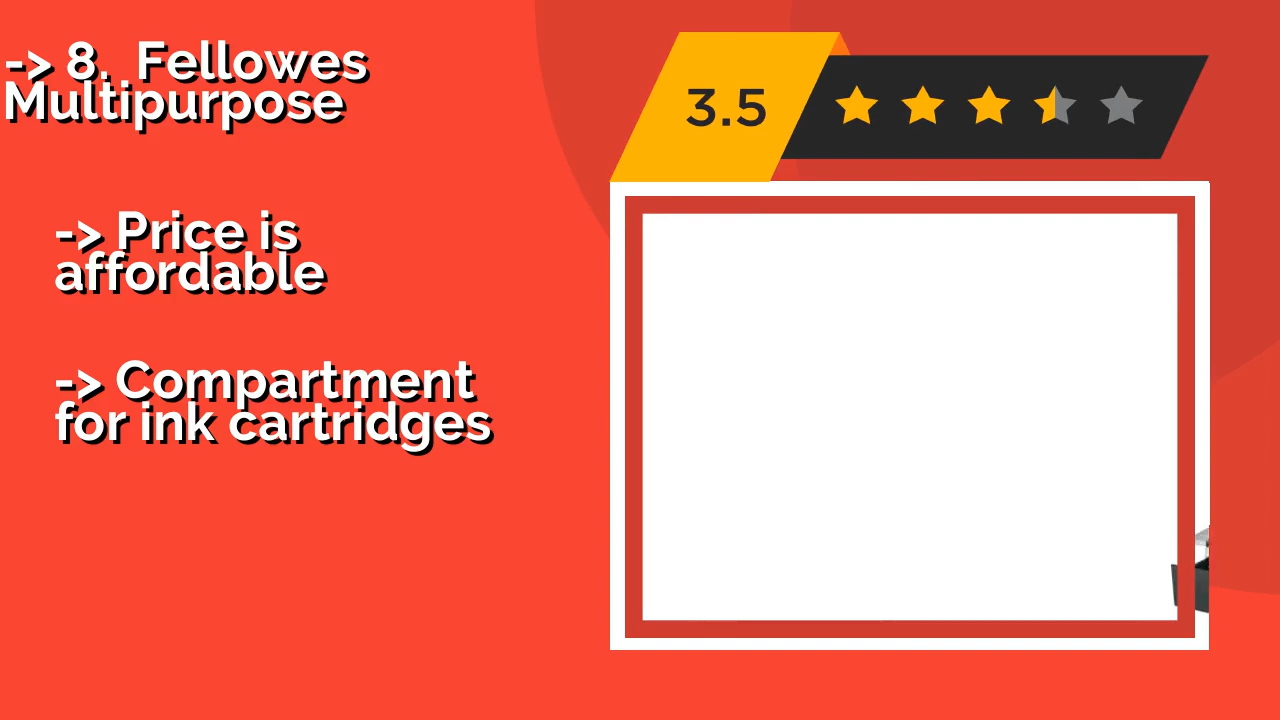 -> 8. Fellowes
Multipurpose
3.5
-> Price is
affordable
-> Compartment
for ink cartridges